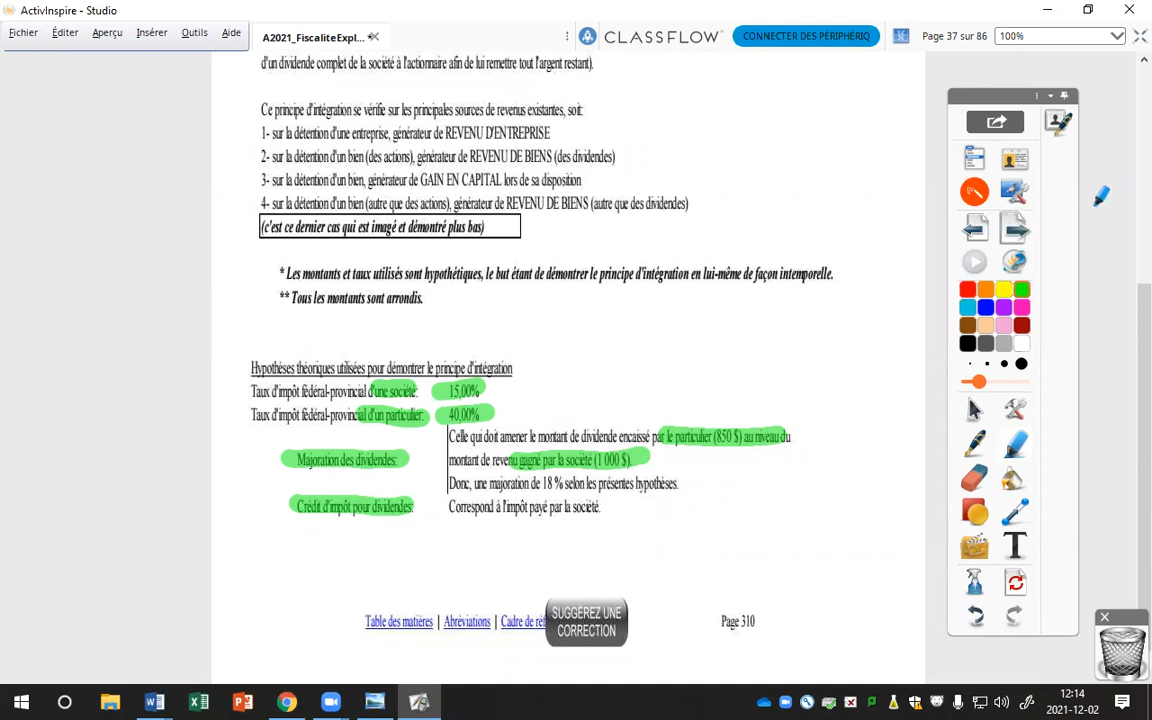 ActivInspire - Studio
Fichier Éditer Aperçu Insérer Outils Aide
A2021_FiscaliteExpl...
CLASSFLOW
CONNECTER DES PÉRIPHÉRIQ
Page 37 sur 86
100%
d'un dividende complet de la société à l'actionnaire afin de lui remettre tout l'argent restant).
Ce principe d'intégration se vérifie sur les principales sources de revenus existantes, soit:
1- sur la détention d'une entreprise, générateur de REVENU D'ENTREPRISE
2- sur la détention d'un bien (des actions), générateur de REVENU DE BIENS (des dividendes)
3- sur la détention d'un bien, générateur de GAIN EN CAPITAL lors de sa disposition
4- sur la détention d'un bien (autre que des actions), générateur de REVENU DE BIENS (autre que des dividendes)
(c'est ce dernier cas qui est imagé et démontré plus bas)
* Les montants et taux utilisés sont hypothétiques, le but étant de démontrer le principe d'intégration en lui-même de façon intemporelle.
** Tous les montants sont arrondis.
Hypothèses théoriques utilisées pour démontrer le principe d'intégration
Taux d'impôt fédéral-provincial d'une société: 15,00%
Taux d'impôt fédéral-provincial d'un particulier: 40,00%
Celle qui doit amener le montant de dividende encaissé par le particulier (850 $) au niveau du
Majoration des dividendes: montant de revenu gagné par la société (1 000 $).
Donc, une majoration de 18 % selon les présentes hypothèses.
Crédit d'impôt pour dividendes: Correspond à l'impôt payé par la société.
Table des matières | Abréviations | Cadre de réf
SUGGÉREZ UNE
CORRECTION
Page 310
12:14
2021-12-02